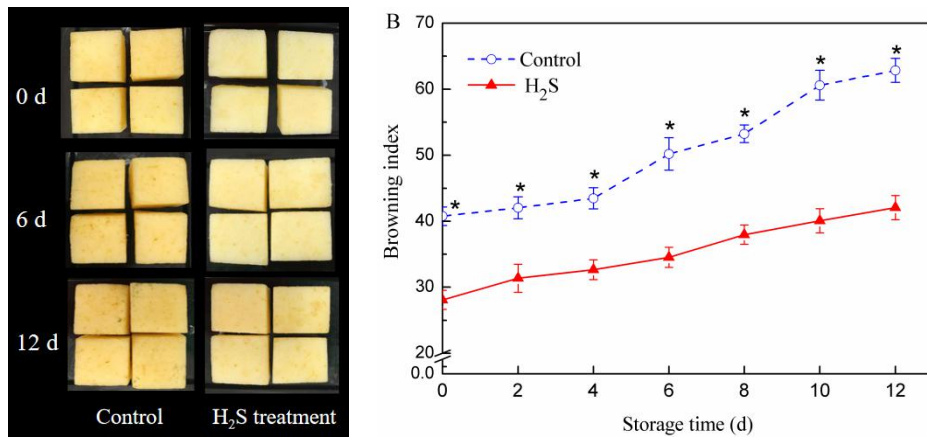 0 d
6 d
12 d
Control H₂S treatment
B
Control
H₂S
Browning index
70
60
50
40
30
20
0.0
* * * * * * *
0 2 4 6 8 10 12
Storage time (d)